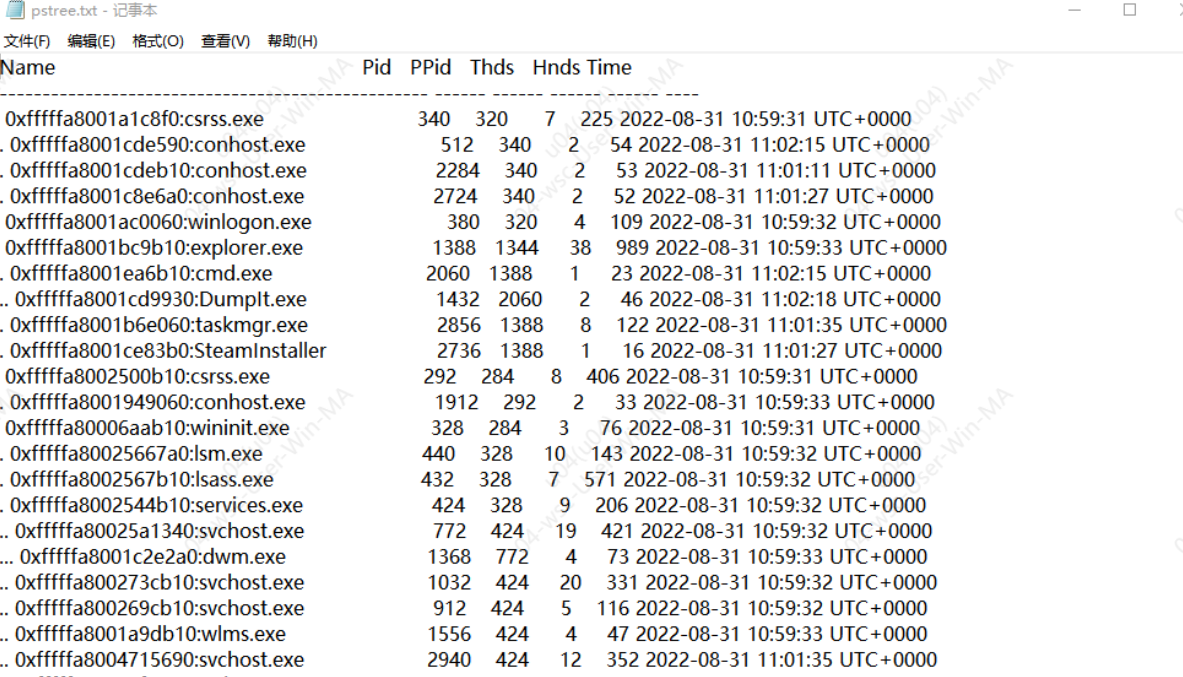 pstree.txt - 记事本
文件(F) 编辑(E) 格式(O) 查看(V) 帮助(H)
Name Pid PPid Thds Hnds Time
-------------------------------------------------- ------ ------ ------ ------ ----
0xfffffa8001a1c8f0:csrss.exe 340 320 7 225 2022-08-31 10:59:31 UTC+0000
. 0xfffffa8001cde590:conhost.exe 512 340 2 54 2022-08-31 11:02:15 UTC+0000
. 0xfffffa8001cdeb10:conhost.exe 2284 340 2 53 2022-08-31 11:01:11 UTC+0000
. 0xfffffa8001c8e6a0:conhost.exe 2724 340 2 52 2022-08-31 11:01:27 UTC+0000
0xfffffa8001ac0060:winlogon.exe 380 320 4 109 2022-08-31 10:59:32 UTC+0000
0xfffffa8001bc9b10:explorer.exe 1388 1344 38 989 2022-08-31 10:59:33 UTC+0000
. 0xfffffa8001ea6b10:cmd.exe 2060 1388 1 23 2022-08-31 11:02:15 UTC+0000
.. 0xfffffa8001cd9930:DumpIt.exe 1432 2060 2 46 2022-08-31 11:02:18 UTC+0000
. 0xfffffa8001b6e060:taskmgr.exe 2856 1388 8 122 2022-08-31 11:01:35 UTC+0000
. 0xfffffa8001ce83b0:SteamInstaller 2736 1388 1 16 2022-08-31 11:01:27 UTC+0000
0xfffffa8002500b10:csrss.exe 292 284 8 406 2022-08-31 10:59:31 UTC+0000
. 0xfffffa8001949060:conhost.exe 1912 292 2 33 2022-08-31 10:59:33 UTC+0000
0xfffffa80006aab10:wininit.exe 328 284 3 76 2022-08-31 10:59:31 UTC+0000
. 0xfffffa80025667a0:lsm.exe 440 328 10 143 2022-08-31 10:59:32 UTC+0000
. 0xfffffa8002567b10:lsass.exe 432 328 7 571 2022-08-31 10:59:32 UTC+0000
. 0xfffffa8002544b10:services.exe 424 328 9 206 2022-08-31 10:59:32 UTC+0000
.. 0xfffffa80025a1340:svchost.exe 772 424 19 421 2022-08-31 10:59:32 UTC+0000
... 0xfffffa8001c2e2a0:dwm.exe 1368 772 4 73 2022-08-31 10:59:33 UTC+0000
.. 0xfffffa800273cb10:svchost.exe 1032 424 20 331 2022-08-31 10:59:32 UTC+0000
.. 0xfffffa800269cb10:svchost.exe 912 424 5 116 2022-08-31 10:59:32 UTC+0000
.. 0xfffffa8001a9db10:wlms.exe 1556 424 4 47 2022-08-31 10:59:33 UTC+0000
.. 0xfffffa8004715690:svchost.exe 2940 424 12 352 2022-08-31 11:01:35 UTC+0000